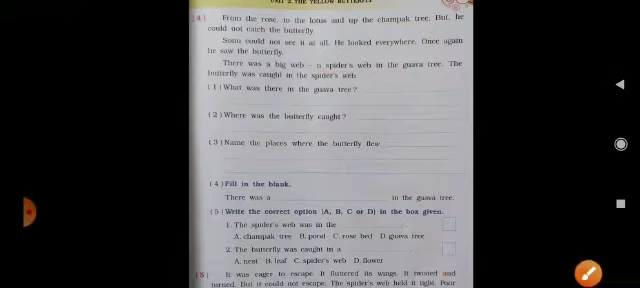 UNIT 2. THE YELLOW BUTTERFLY
[4] From the rose, to the lotus and up the champak tree. But, he
could not catch the butterfly.
Sonu could not see it at all. He looked everywhere. Once again
he saw the butterfly.
There was a big web – a spider's web in the guava tree. The
butterfly was caught in the spider's web.
(1) What was there in the guava tree?
(2) Where was the butterfly caught?
(3) Name the places where the butterfly flew
(4) Fill in the blank.
There was a in the guava tree.
(5) Write the correct option (A, B, C or D) in the box given.
1. The spider's web was in the .
A. champak tree B. pond C. rose bed D. guava tree
2. The butterfly was caught in a .
A. nest B. leaf C. spider's web D. flower
[5] It was eager to escape. It fluttered its wings. It twisted and
turned. But it could not escape. The spider's web held it tight. Poor